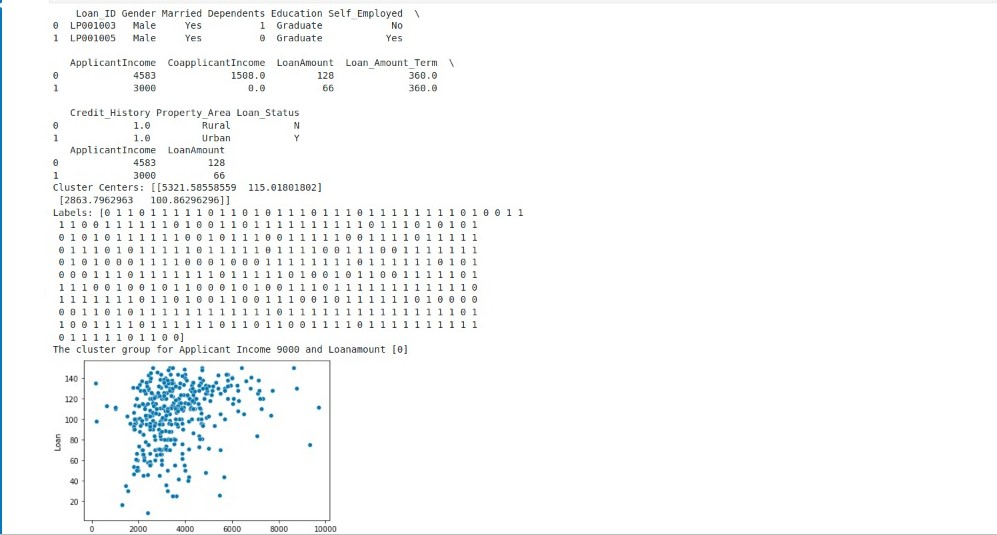 Loan_ID Gender Married Dependents Education Self_Employed \
0 LP001003 Male Yes 1 Graduate No
1 LP001005 Male Yes 0 Graduate Yes
ApplicantIncome CoapplicantIncome LoanAmount Loan_Amount_Term \
0 4583 1508.0 128 360.0
1 3000 0.0 66 360.0
Credit_History Property_Area Loan_Status
0 1.0 Rural N
1 1.0 Urban Y
ApplicantIncome LoanAmount
0 4583 128
1 3000 66
Cluster Centers: [[5321.58558559 115.01801802]
[2863.7962963 100.86296296]]
Labels: [0 1 1 0 1 1 1 1 1 0 1 1 0 1 0 1 1 1 0 1 1 1 0 1 1 1 1 1 1 1 1 1 0 1 0 0 1 1
1 1 0 0 1 1 1 1 1 1 0 1 0 0 1 1 0 1 1 1 1 1 1 1 1 1 1 0 1 1 1 0 1 0 1 0 1
0 1 0 1 0 1 1 1 1 1 1 0 0 1 0 1 1 1 0 0 1 1 1 1 1 0 0 1 1 1 1 0 1 1 1 1 1
0 1 1 1 0 1 0 1 1 1 1 1 0 1 1 1 1 1 0 1 1 1 1 0 0 1 1 1 0 0 1 1 1 1 1 1 1
0 1 0 1 0 0 0 1 1 1 1 0 0 0 1 0 0 0 1 1 1 1 1 1 1 0 1 1 1 1 1 1 1 0 1 0 1
0 0 0 1 1 1 0 1 1 1 1 1 1 0 1 1 1 1 1 1 0 1 0 0 1 0 1 1 0 0 1 1 1 1 1 0 1
1 1 1 0 0 1 0 0 1 0 1 1 0 0 0 1 0 1 0 0 1 1 1 0 1 1 1 1 1 1 1 1 1 1 1 1 0
1 1 1 1 1 1 1 0 1 1 0 1 0 0 1 1 0 0 1 1 1 0 1 0 0 1 0 1 1 1 1 1 0 1 0 0 0 0
0 0 1 1 0 1 0 1 1 1 1 1 1 1 1 1 1 1 1 0 1 1 1 1 1 1 1 1 1 1 1 1 1 1 1 0 1
1 0 0 1 1 1 1 0 1 1 1 1 1 1 0 1 1 0 1 1 0 0 1 1 1 1 0 1 1 1 1 1 1 1 1 1 1
0 1 1 1 1 1 0 1 1 0 0]
The cluster group for Applicant Income 9000 and Loanamount [0]
140
120
100
80
60
40
20
Loan
0 2000 4000 6000 8000 10000